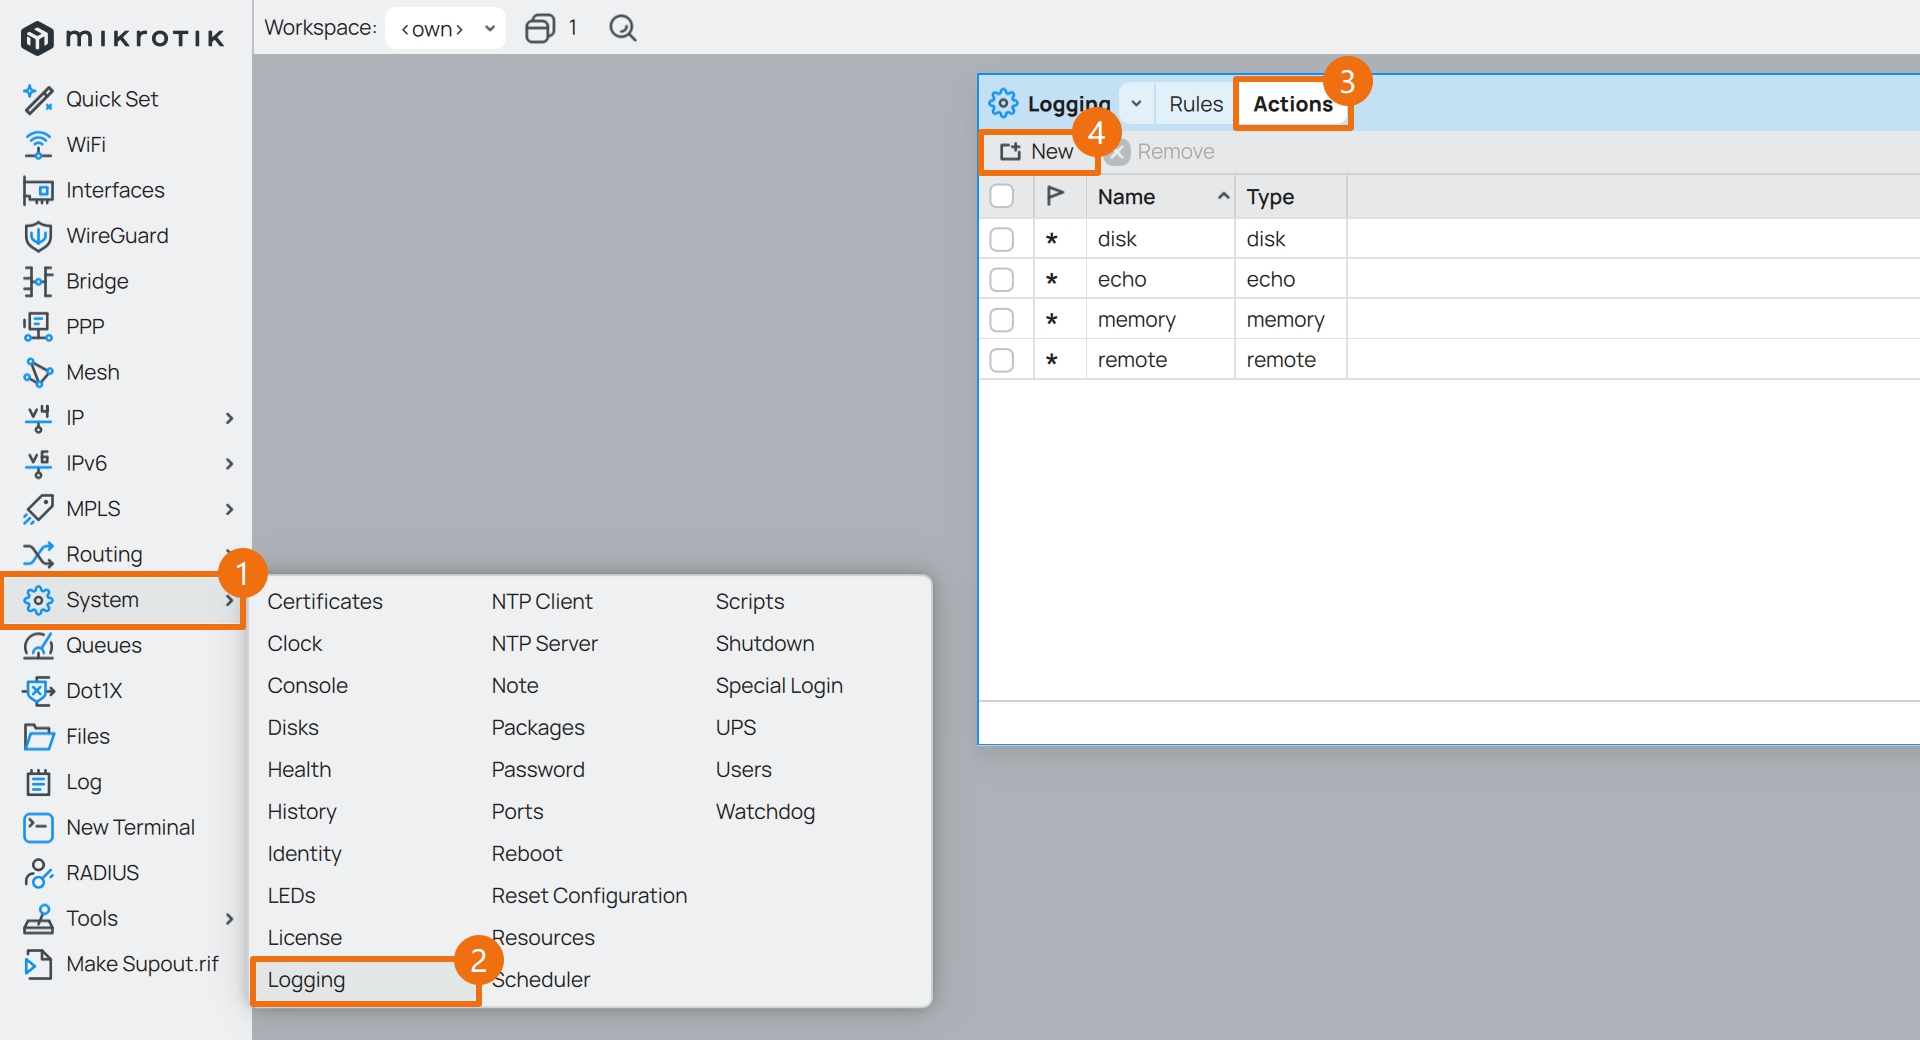 mikrotik
Workspace: <own> 1
Quick Set
WiFi
Interfaces
WireGuard
Bridge
PPP
Mesh
v4 IP
v6 IPv6
MPLS
Routing
System
1
Queues
Dot1X
Files
Log
New Terminal
RADIUS
Tools
Make Supout.rif
Certificates
Clock
Console
Disks
Health
History
Identity
LEDs
License
Logging
2
NTP Client
NTP Server
Note
Packages
Password
Ports
Reboot
Reset Configuration
Resources
Scheduler
Scripts
Shutdown
Special Login
UPS
Users
Watchdog
Logging Rules Actions
3
New Remove
4
Name Type
* disk disk
* echo echo
* memory memory
* remote remote